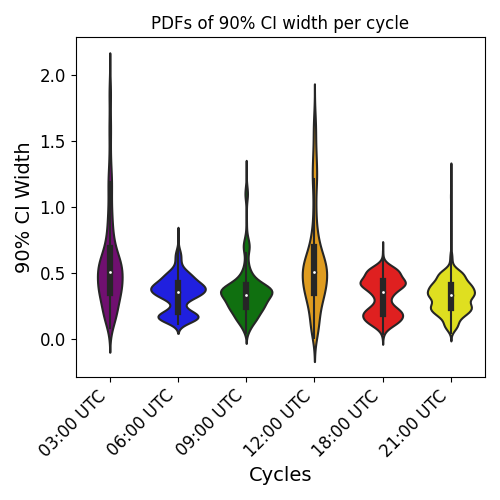 PDFs of 90% CI width per cycle
90% CI Width
2.0
1.5
1.0
0.5
0.0
03:00 UTC
06:00 UTC
09:00 UTC
12:00 UTC
18:00 UTC
21:00 UTC
Cycles